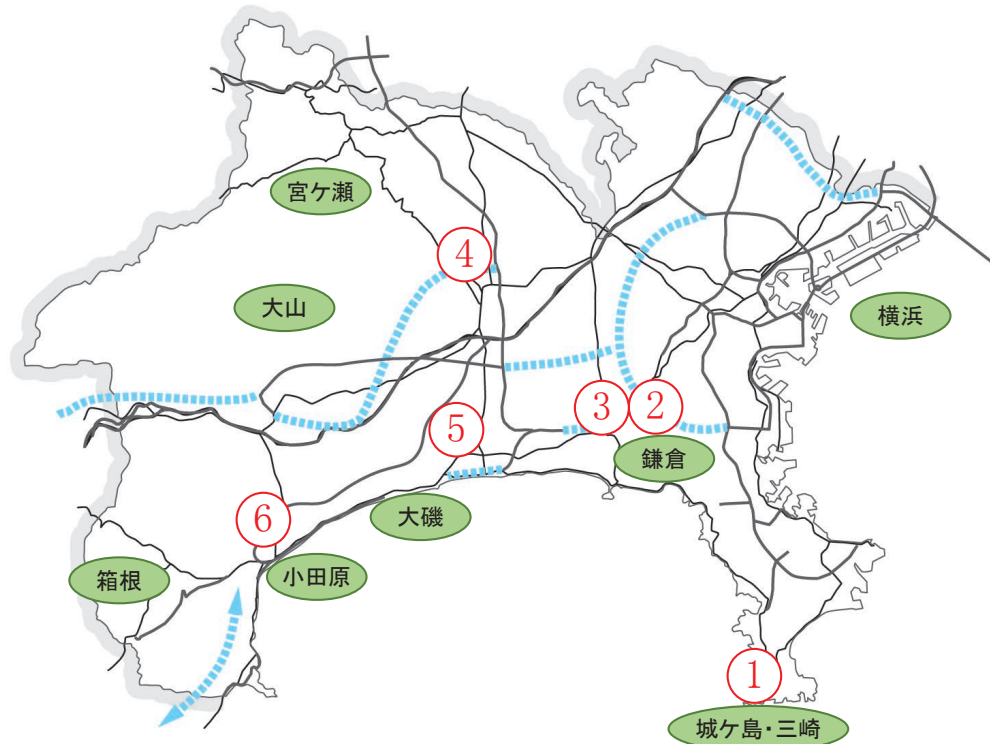 宮ケ瀬
④
大山
横浜
③
②
⑤
鎌倉
⑥
大磯
箱根
小田原
①
城ケ島・三崎